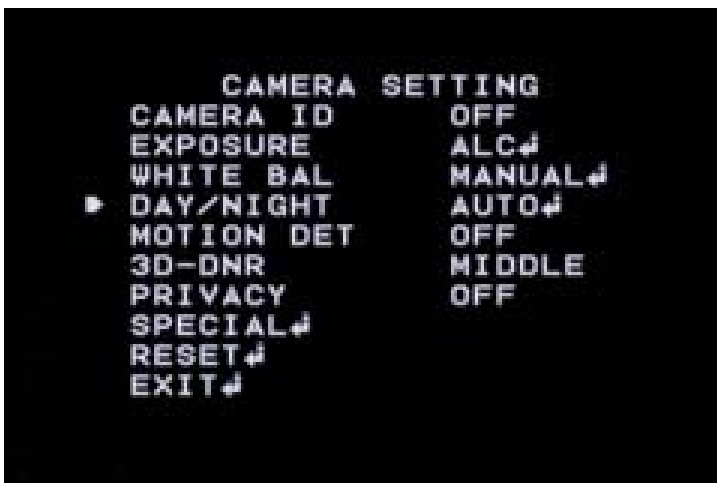 CAMERA SETTING
CAMERA ID OFF
EXPOSURE ALC↲
WHITE BAL MANUAL↲
DAY/NIGHT AUTO↲
MOTION DET OFF
3D-DNR MIDDLE
PRIVACY OFF
SPECIAL↲
RESET↲
EXIT↲